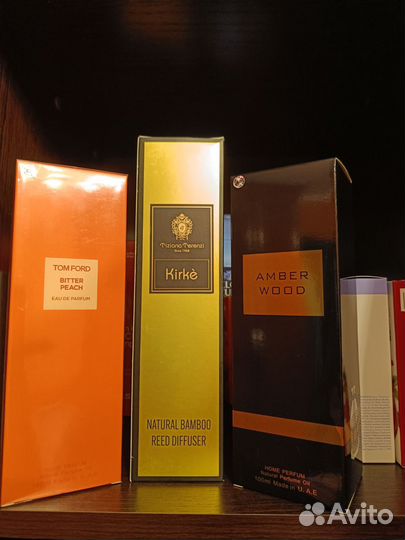 TOM FORD
BITTER
PEACH
EAU DE PARFUM
Tiziana Terenzi
Kirkè
NATURAL BAMBOO
REED DIFFUSER
AMBER
WOOD
HOME PERFUM
Natural Perfume Oil
100ml Made in U.A.E
Avito